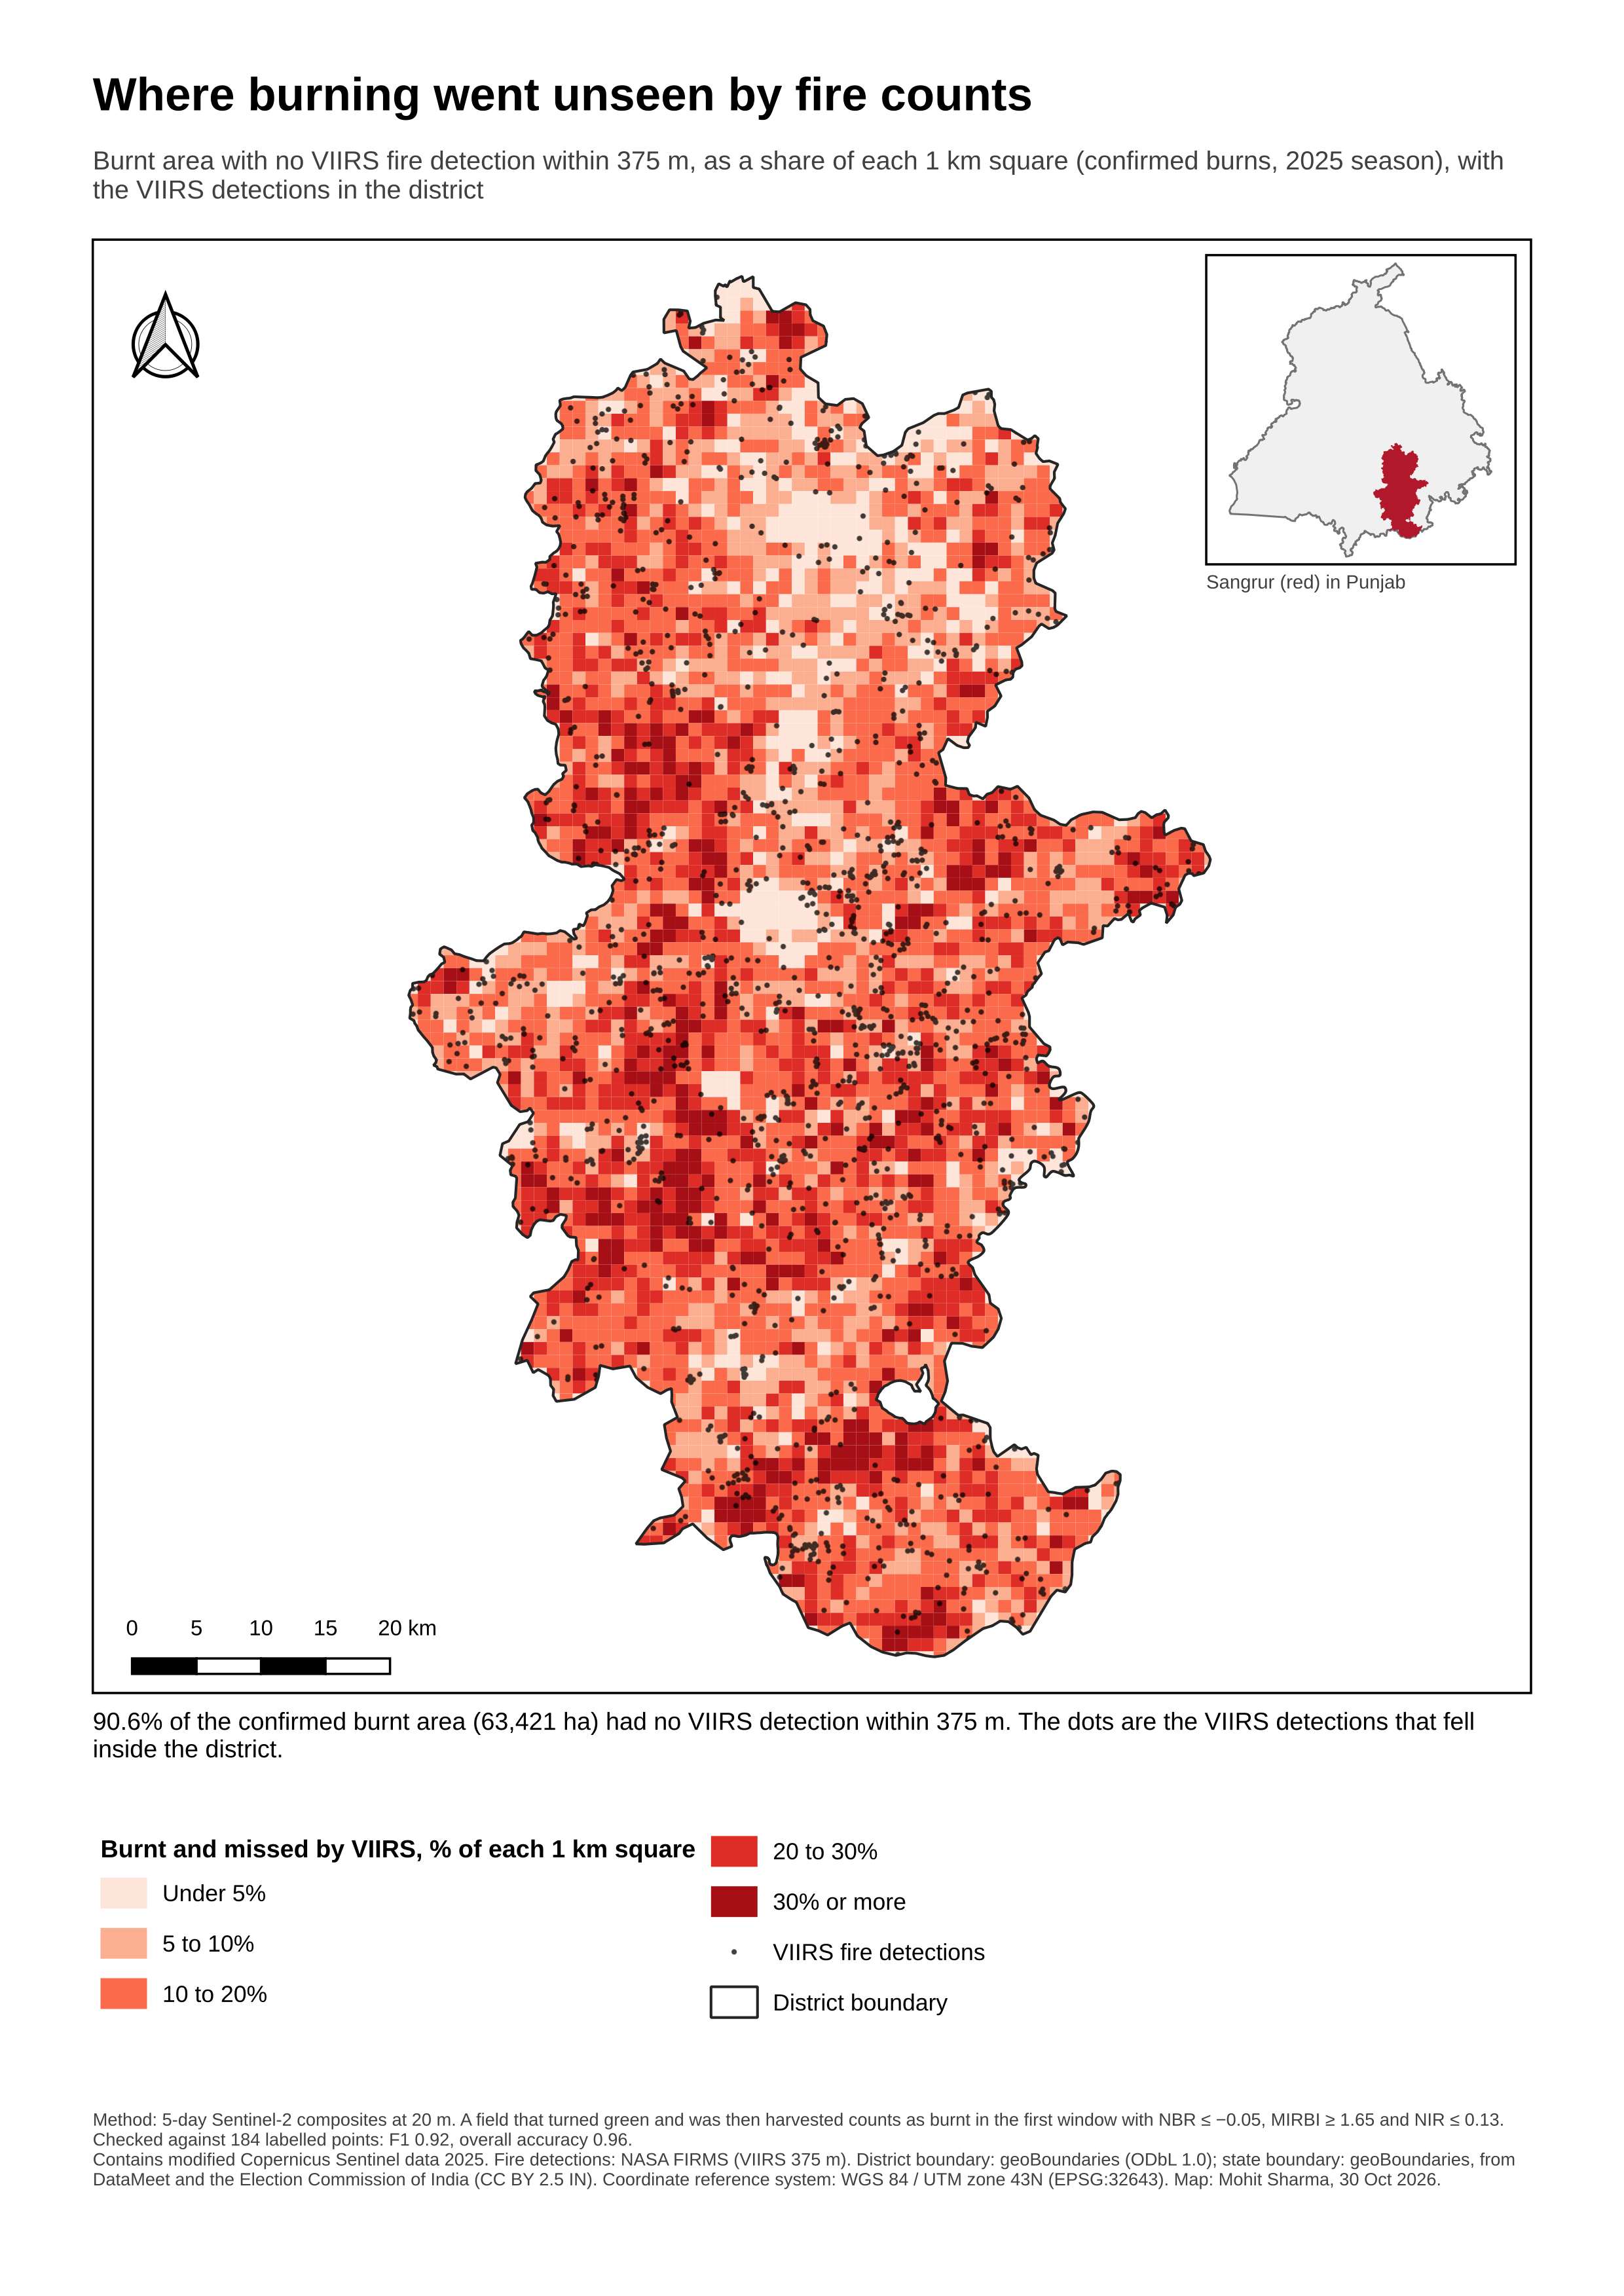 Where burning went unseen by fire counts
Burnt area with no VIIRS fire detection within 375 m, as a share of each 1 km square (confirmed burns, 2025 season), with
the VIIRS detections in the district
Sangrur (red) in Punjab
0 5 10 15 20 km
90.6% of the confirmed burnt area (63,421 ha) had no VIIRS detection within 375 m. The dots are the VIIRS detections that fell
inside the district.
Burnt and missed by VIIRS, % of each 1 km square
Under 5%
5 to 10%
10 to 20%
20 to 30%
30% or more
VIIRS fire detections
District boundary
Method: 5-day Sentinel-2 composites at 20 m. A field that turned green and was then harvested counts as burnt in the first window with NBR ≤ −0.05, MIRBI ≥ 1.65 and NIR ≤ 0.13.
Checked against 184 labelled points: F1 0.92, overall accuracy 0.96.
Contains modified Copernicus Sentinel data 2025. Fire detections: NASA FIRMS (VIIRS 375 m). District boundary: geoBoundaries (ODbL 1.0); state boundary: geoBoundaries, from
DataMeet and the Election Commission of India (CC BY 2.5 IN). Coordinate reference system: WGS 84 / UTM zone 43N (EPSG:32643). Map: Mohit Sharma, 30 Oct 2026.